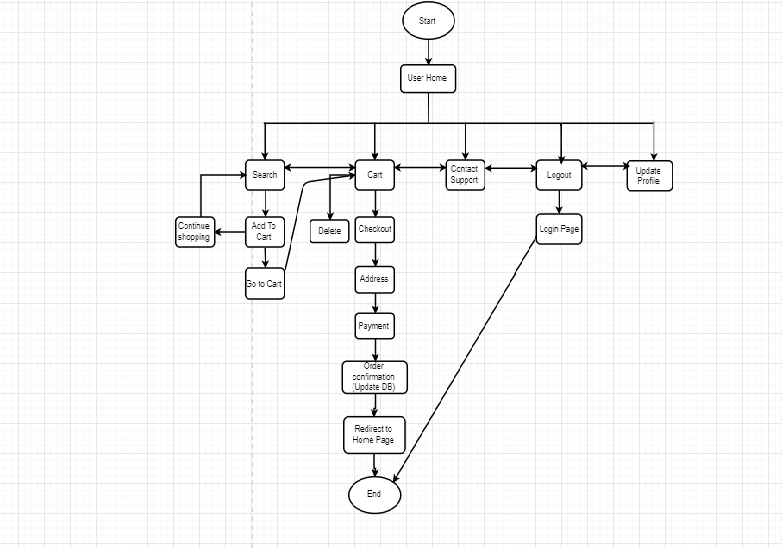 Start
User Home
Search
Cart
Contact
Support
Logout
Update
Profile
Continue
shopping
Add To
Cart
Delete
Checkout
Login Page
Go to Cart
Address
Payment
Order
confirmation
(Update DB)
Redirect to
Home Page
End